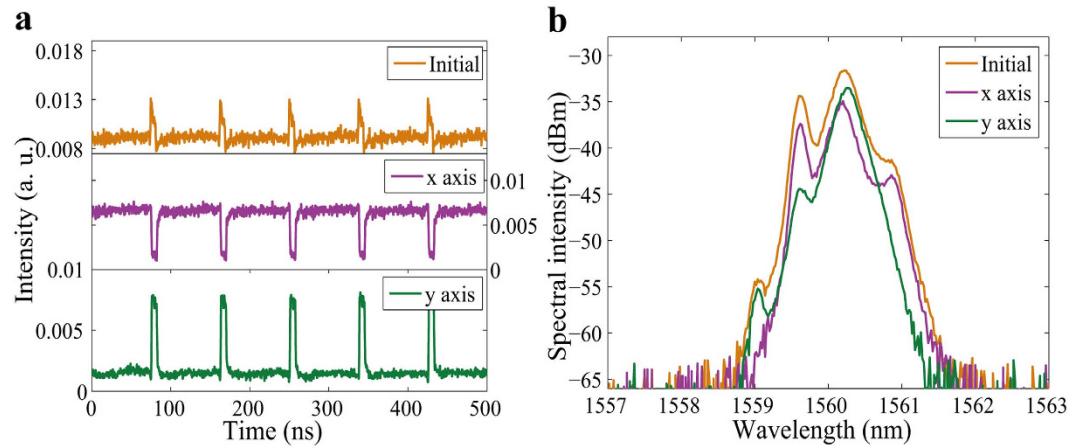 a
0.018
0.013
0.008
Initial
0.01
0.005
0
x axis
0.01
0.005
0
y axis
Intensity (a. u.)
0 100 200 300 400 500
Time (ns)
b
−30
−35
−40
−45
−50
−55
−60
−65
Spectral intensity (dBm)
Initial
x axis
y axis
1557 1558 1559 1560 1561 1562 1563
Wavelength (nm)